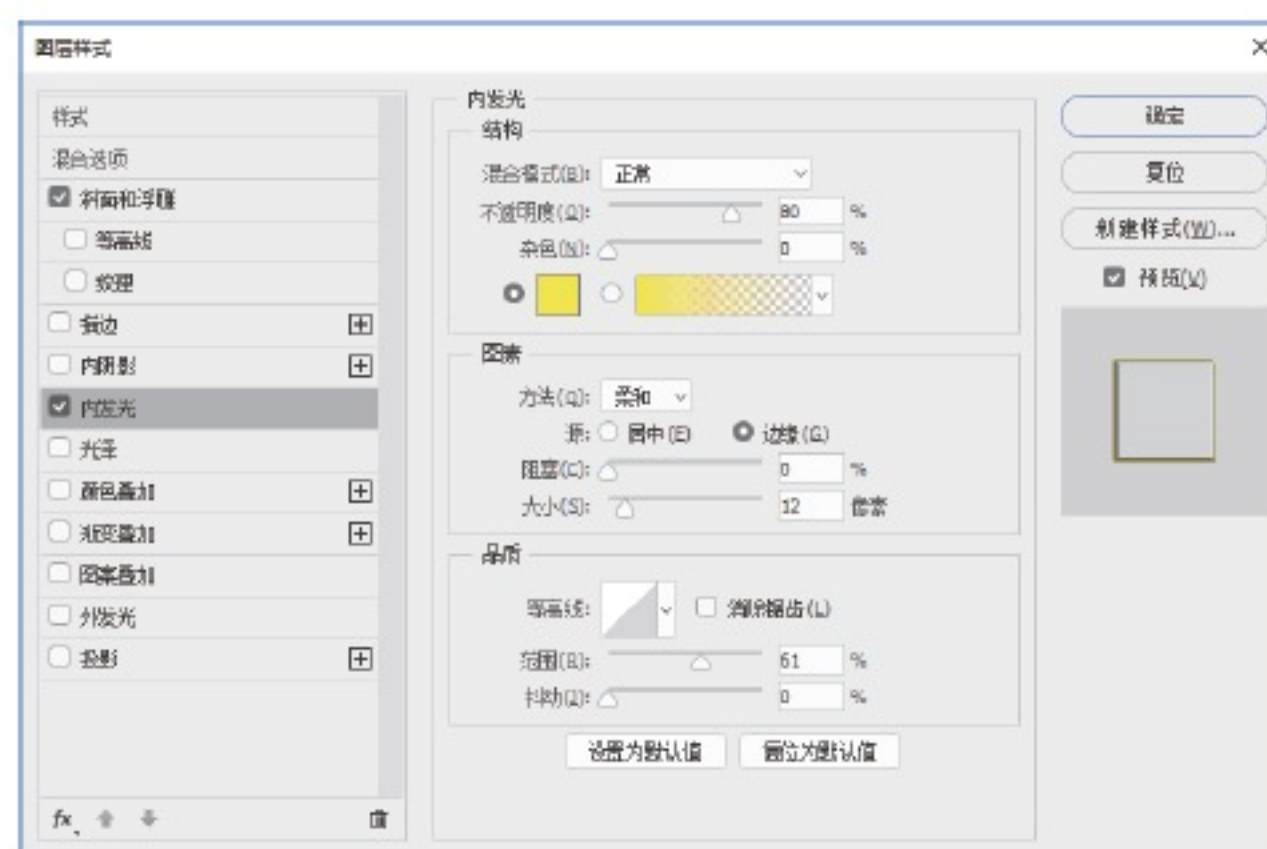 图层样式
样式
混合选项
斜面和浮雕
等高线
纹理
描边
内阴影
内发光
光泽
颜色叠加
渐变叠加
图案叠加
外发光
投影
fx
内发光
结构
混合模式(B): 正常
不透明度(O): 80 %
杂色(N): 0 %
图素
方法(Q): 柔和
源: 居中(E) 边缘(G)
阻塞(C): 0 %
大小(S): 12 像素
品质
等高线: 消除锯齿(L)
范围(R): 61 %
抖动(J): 0 %
设置为默认值 复位为默认值
确定
复位
新建样式(W)...
预览(V)